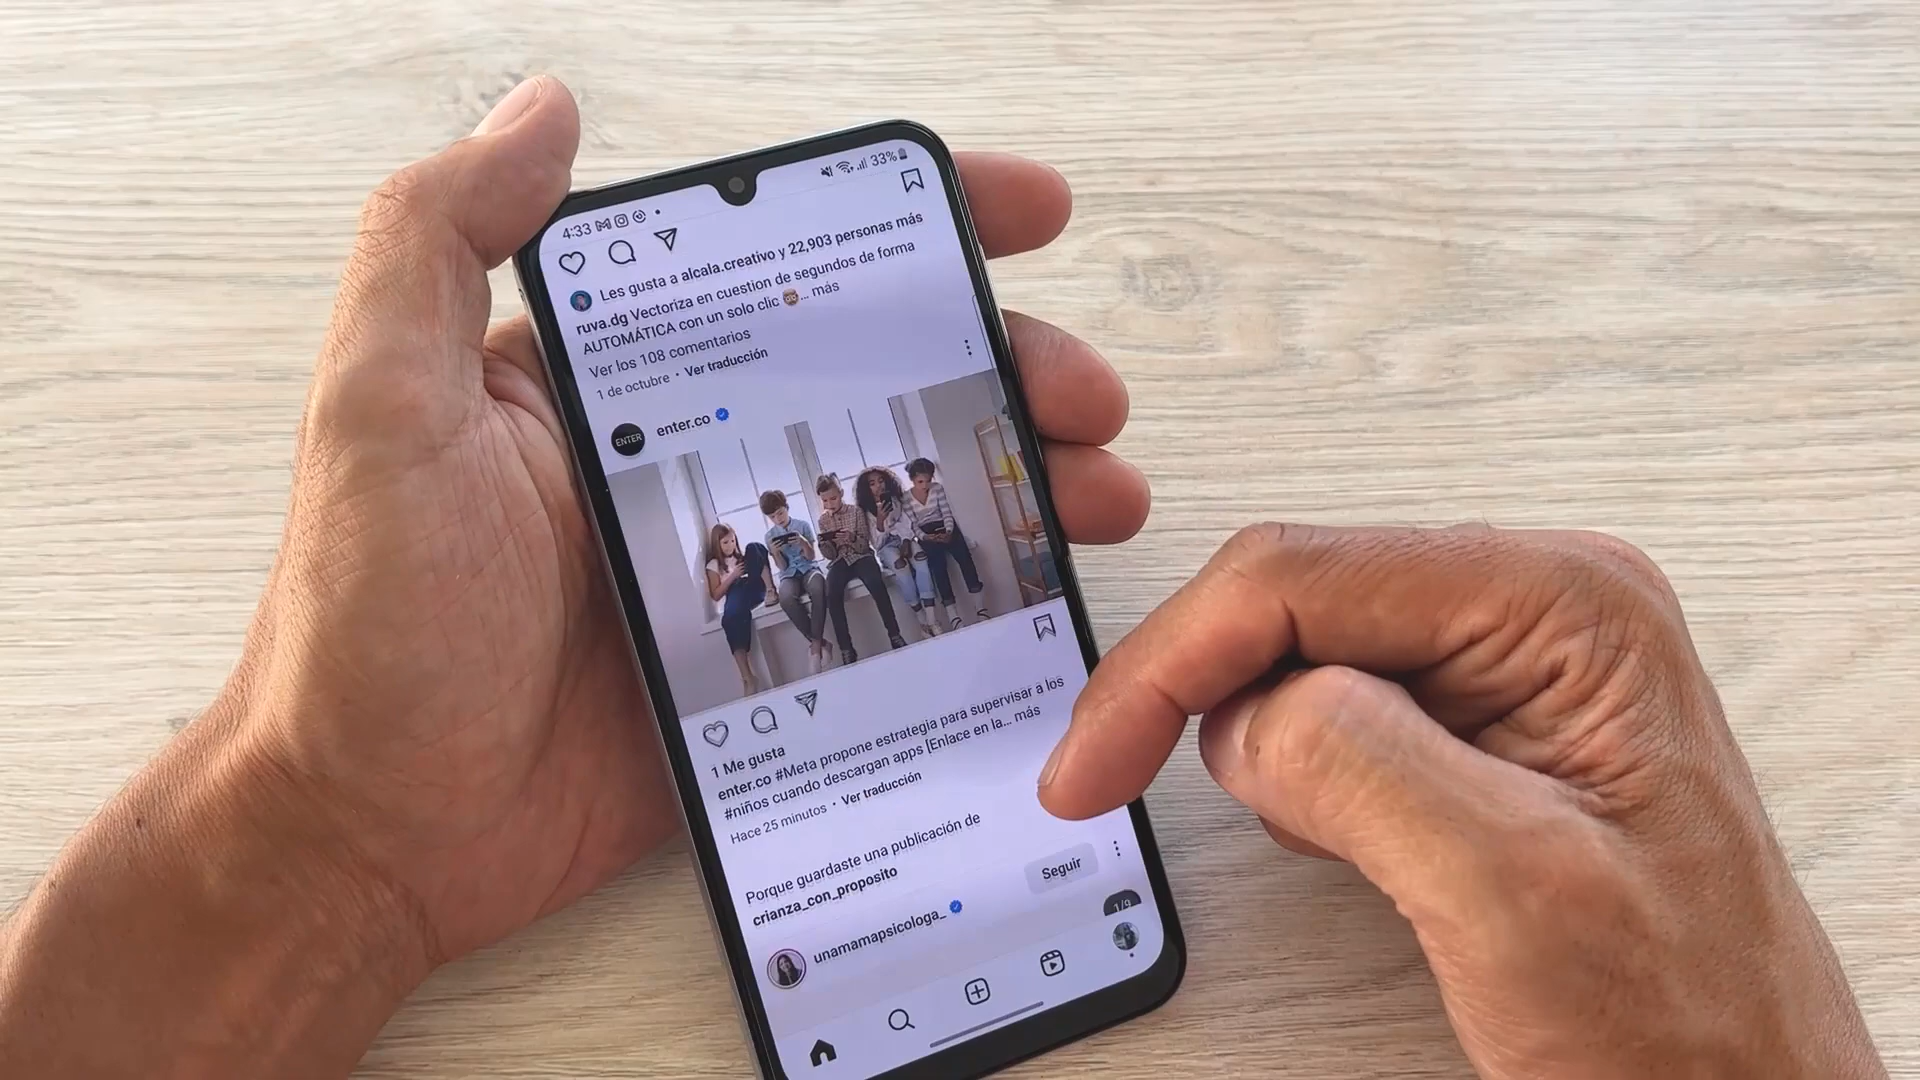 4:33
33%
Les gusta a alcala.creativo y 22,903 personas más
ruva.dg Vectoriza en cuestion de segundos de forma
AUTOMÁTICA con un solo clic 🤯... más
Ver los 108 comentarios
1 de octubre • Ver traducción
ENTER
enter.co
1 Me gusta
enter.co #Meta propone estrategia para supervisar a los
#niños cuando descargan apps [Enlace en la... más
Hace 25 minutos • Ver traducción
Porque guardaste una publicación de
crianza_con_proposito
Seguir
unamamapsicologa_
1/9